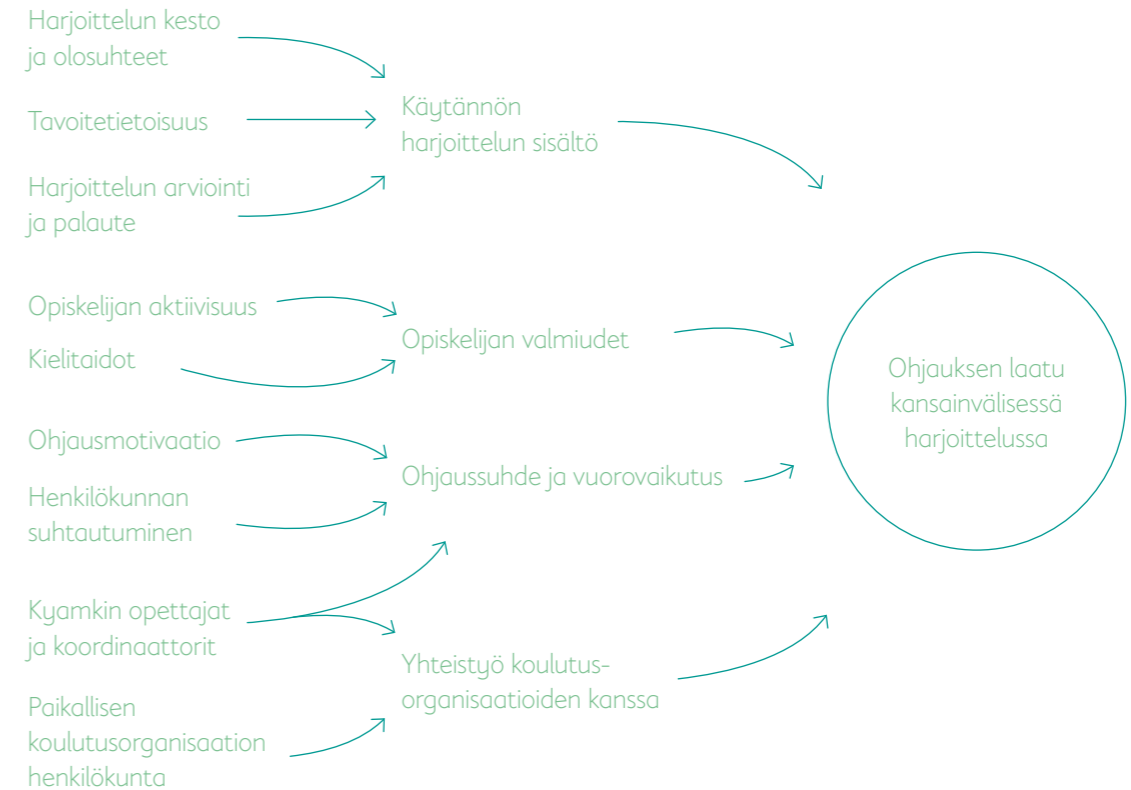 Harjoittelun kesto
ja olosuhteet
Tavoitetietoisuus
Harjoittelun arviointi
ja palaute
Käytännön
harjoittelun sisältö
Opiskelijan aktiivisuus
Kielitaidot
Opiskelijan valmiudet
Ohjausmotivaatio
Henkilökunnan
suhtautuminen
Ohjaussuhde ja vuorovaikutus
Kyamkin opettajat
ja koordinaattorit
Paikallisen
koulutusorganisaation
henkilökunta
Yhteistyö koulutus-
organisaatioiden kanssa
Ohjauksen laatu
kansainvälisessä
harjoittelussa